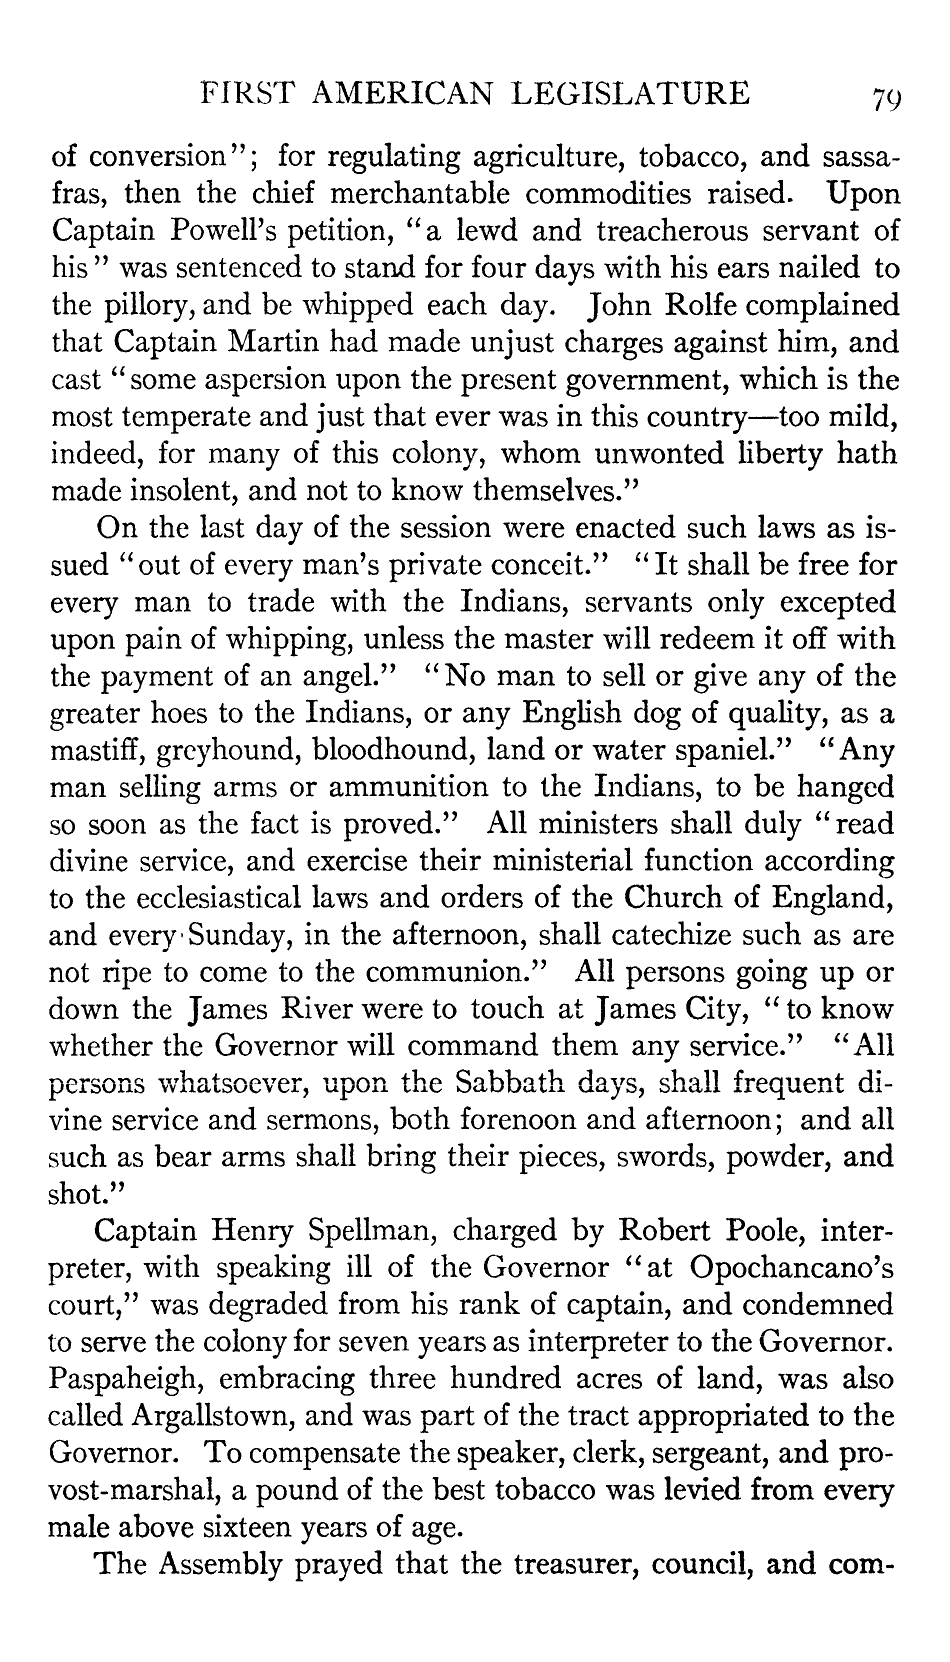 FIRST AMERICAN LEGISLATURE 79
of conversion"; for regulating agriculture, tobacco, and sassa-
fras, then the chief merchantable commodities raised. Upon
Captain Powell's petition, "a lewd and treacherous servant of
his" was sentenced to stand for four days with his ears nailed to
the pillory, and be whipped each day. John Rolfe complained
that Captain Martin had made unjust charges against him, and
cast "some aspersion upon the present government, which is the
most temperate and just that ever was in this country—too mild,
indeed, for many of this colony, whom unwonted liberty hath
made insolent, and not to know themselves."
On the last day of the session were enacted such laws as is-
sued "out of every man's private conceit." "It shall be free for
every man to trade with the Indians, servants only excepted
upon pain of whipping, unless the master will redeem it off with
the payment of an angel." "No man to sell or give any of the
greater hoes to the Indians, or any English dog of quality, as a
mastiff, greyhound, bloodhound, land or water spaniel." "Any
man selling arms or ammunition to the Indians, to be hanged
so soon as the fact is proved." All ministers shall duly "read
divine service, and exercise their ministerial function according
to the ecclesiastical laws and orders of the Church of England,
and every Sunday, in the afternoon, shall catechize such as are
not ripe to come to the communion." All persons going up or
down the James River were to touch at James City, "to know
whether the Governor will command them any service." "All
persons whatsoever, upon the Sabbath days, shall frequent di-
vine service and sermons, both forenoon and afternoon; and all
such as bear arms shall bring their pieces, swords, powder, and
shot."
Captain Henry Spellman, charged by Robert Poole, inter-
preter, with speaking ill of the Governor "at Opochancano's
court," was degraded from his rank of captain, and condemned
to serve the colony for seven years as interpreter to the Governor.
Paspaheigh, embracing three hundred acres of land, was also
called Argallstown, and was part of the tract appropriated to the
Governor. To compensate the speaker, clerk, sergeant, and pro-
vost-marshal, a pound of the best tobacco was levied from every
male above sixteen years of age.
The Assembly prayed that the treasurer, council, and com-